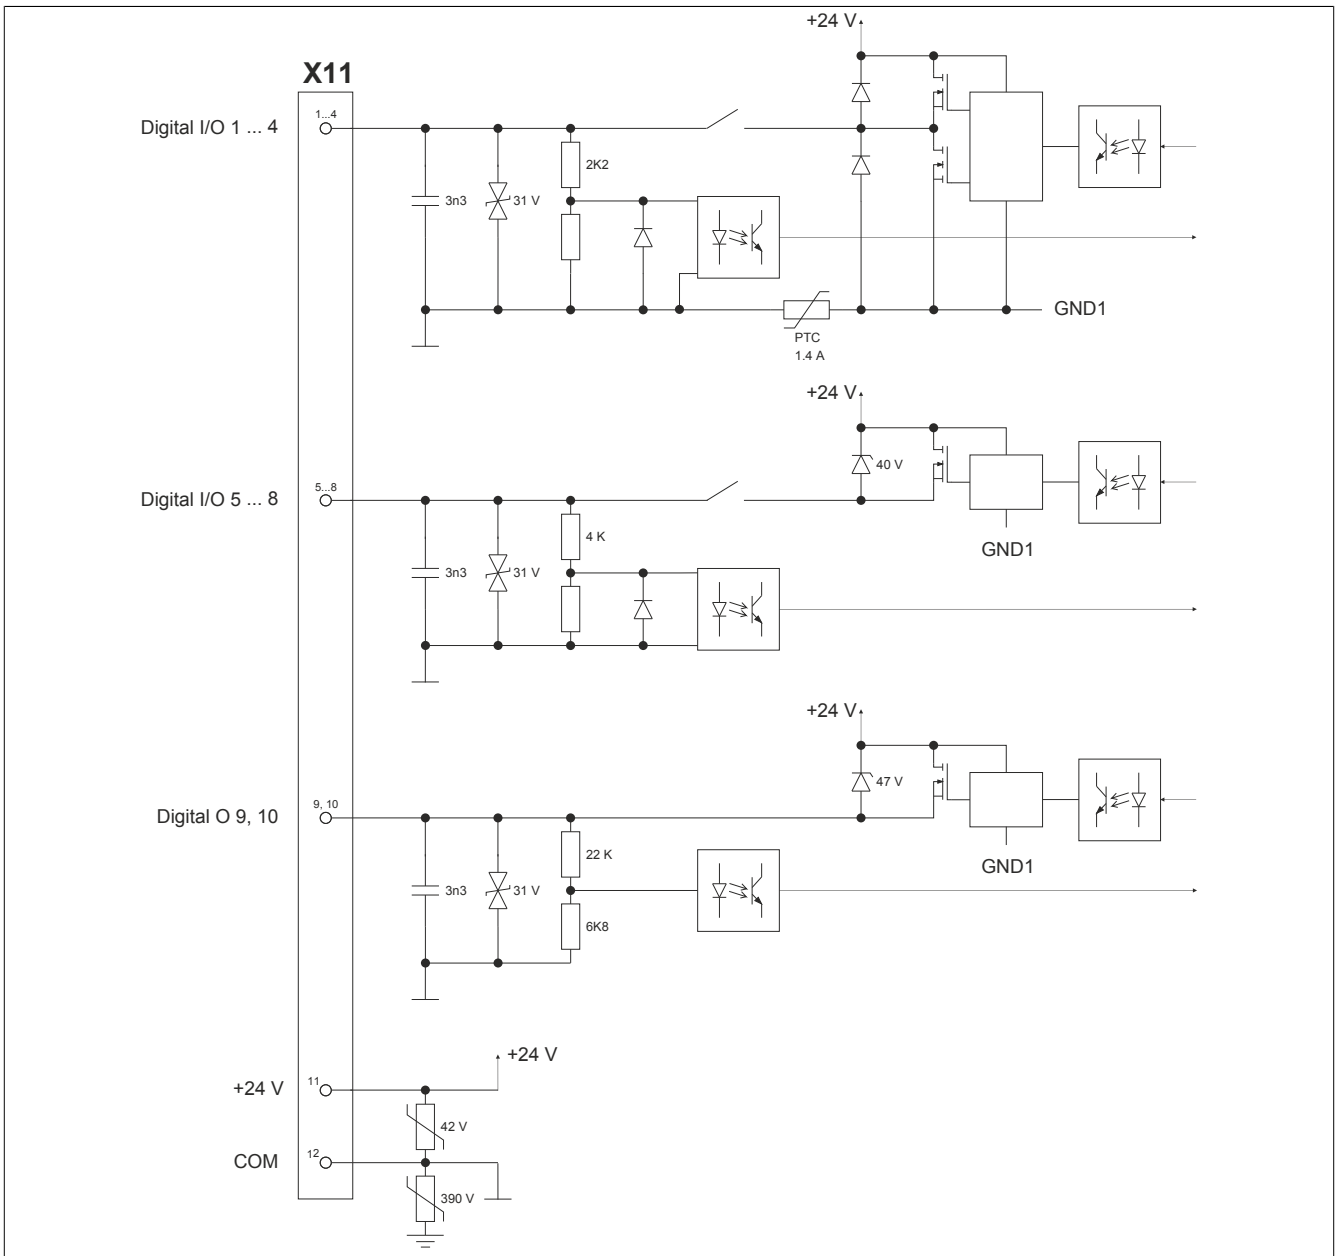 +24 V
X11
Digital I/O 1 ... 4
1...4
2K2
3n3
31 V
GND1
PTC
1.4 A
+24 V
40 V
Digital I/O 5 ... 8
5...8
4 K
GND1
3n3
31 V
+24 V
47 V
Digital O 9, 10
9, 10
22 K
GND1
3n3
31 V
6K8
+24 V
+24 V
11
42 V
COM
12
390 V